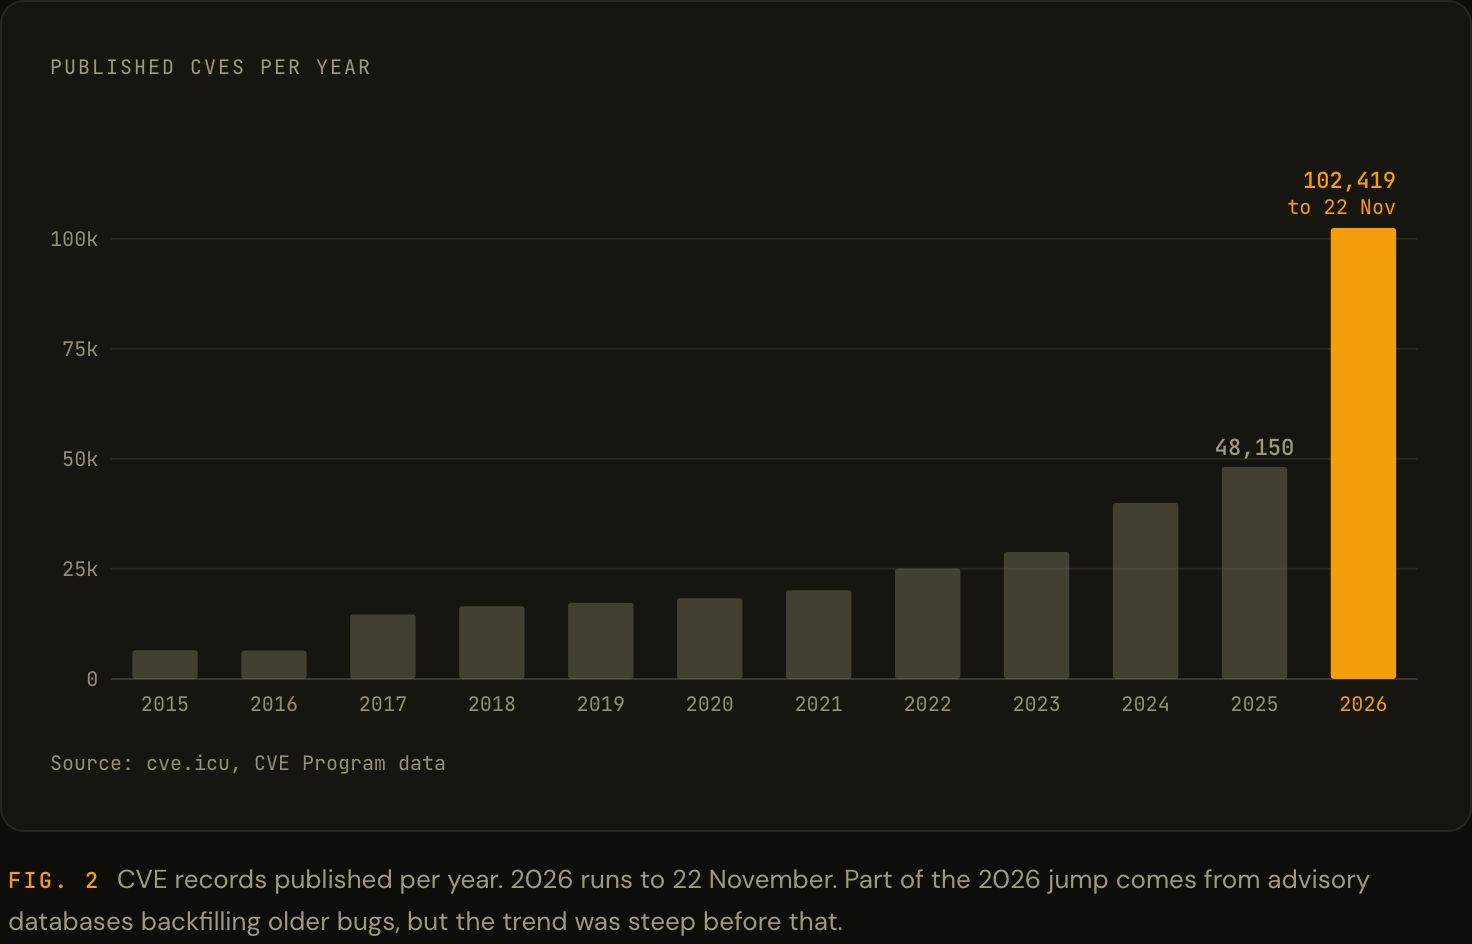 PUBLISHED CVES PER YEAR
102,419
to 22 Nov
100k
75k
48,150
50k
25k
0
2015 2016 2017 2018 2019 2020 2021 2022 2023 2024 2025 2026
Source: cve.icu, CVE Program data
FIG. 2 CVE records published per year. 2026 runs to 22 November. Part of the 2026 jump comes from advisory
databases backfilling older bugs, but the trend was steep before that.